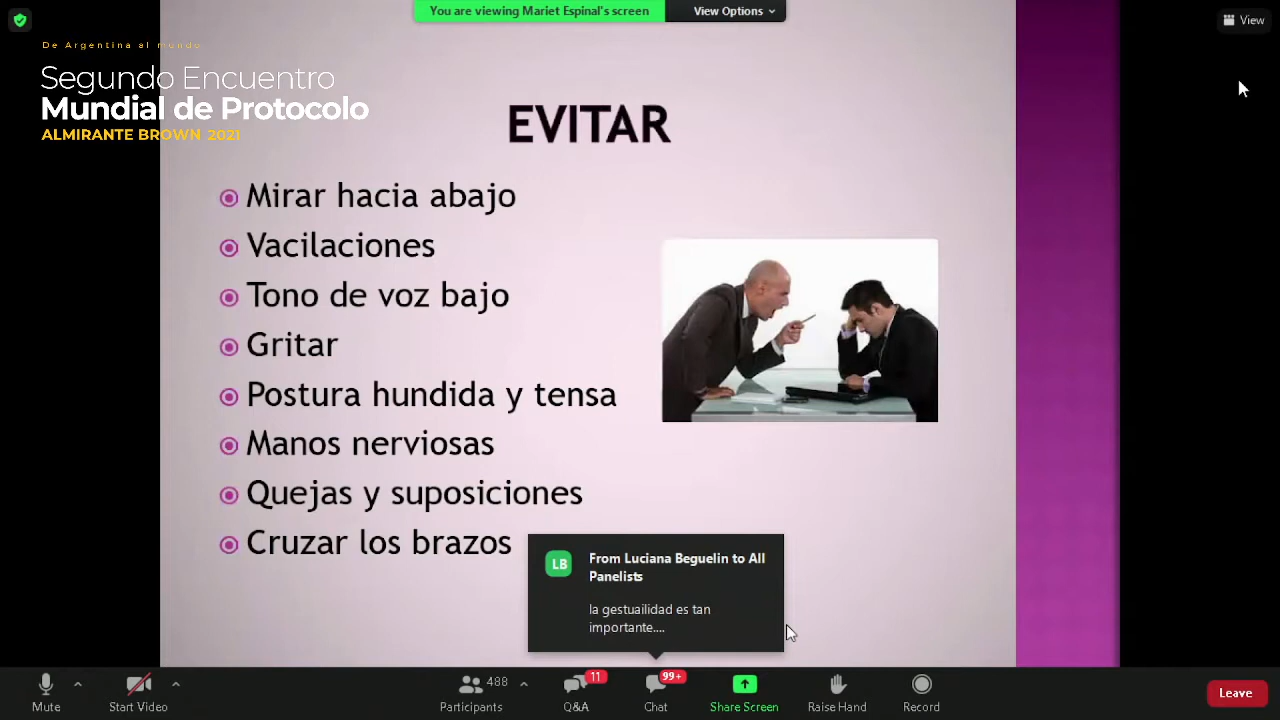 You are viewing Mariet Espinal's screen
View Options
View
De Argentina al mundo
Segundo Encuentro
Mundial de Protocolo
ALMIRANTE BROWN 2021
EVITAR
Mirar hacia abajo
Vacilaciones
Tono de voz bajo
Gritar
Postura hundida y tensa
Manos nerviosas
Quejas y suposiciones
Cruzar los brazos
LB
From Luciana Beguelin to All
Panelists
la gestuailidad es tan
importante....
Mute
Start Video
488
Participants
11
Q&A
99+
Chat
Share Screen
Raise Hand
Record
Leave